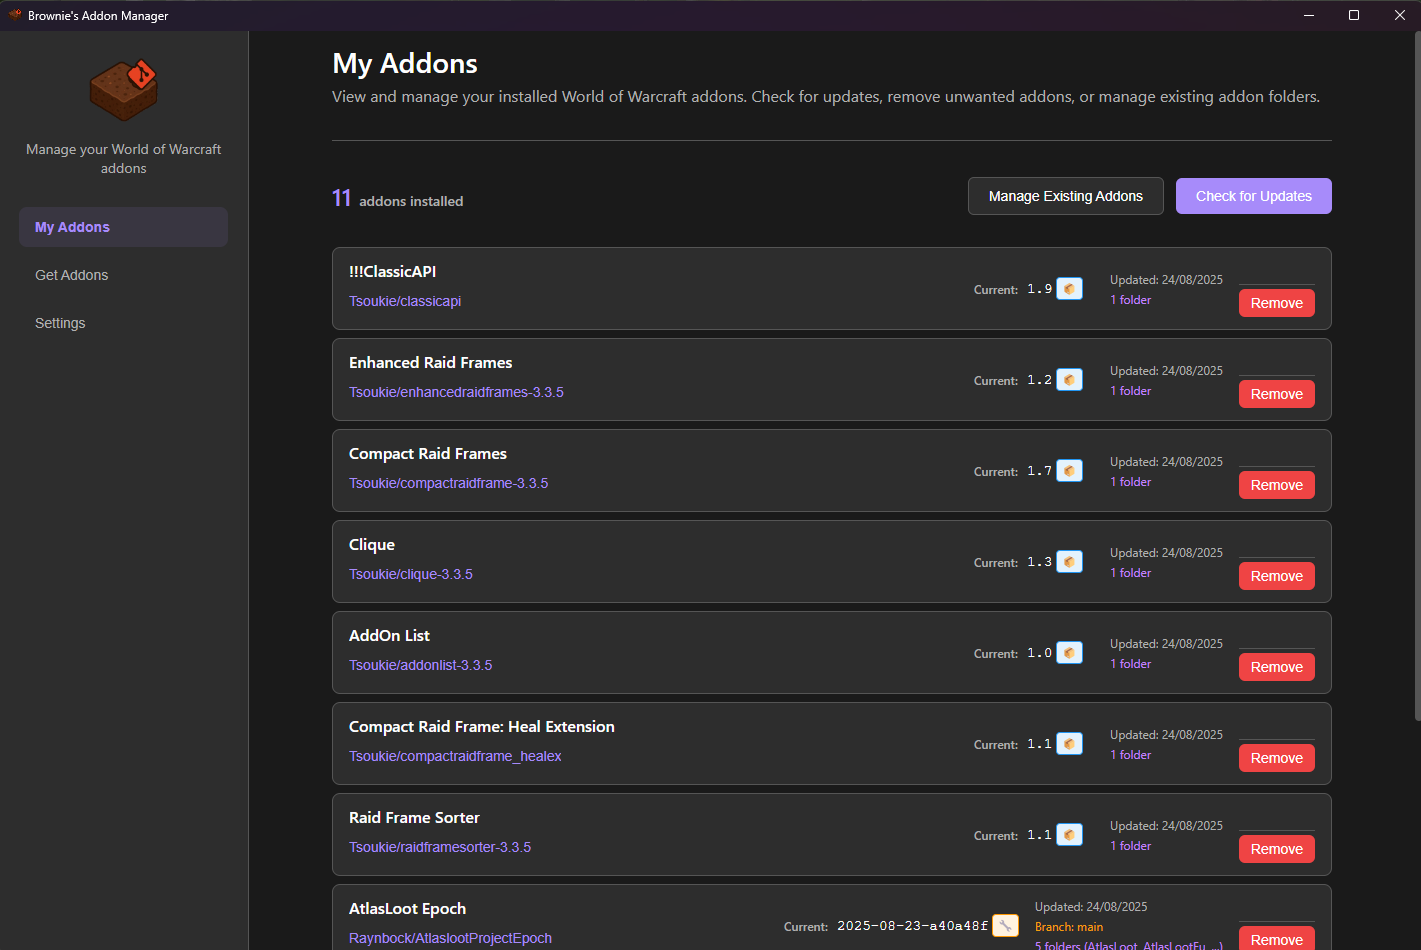 Brownie's Addon Manager
Manage your World of Warcraft
addons
My Addons
Get Addons
Settings
My Addons
View and manage your installed World of Warcraft addons. Check for updates, remove unwanted addons, or manage existing addon folders.
11 addons installed
Manage Existing Addons
Check for Updates
!!!ClassicAPI
Tsoukie/classicapi
Current: 1.9
Updated: 24/08/2025
1 folder
Remove
Enhanced Raid Frames
Tsoukie/enhancedraidframes-3.3.5
Current: 1.2
Updated: 24/08/2025
1 folder
Remove
Compact Raid Frames
Tsoukie/compactraidframe-3.3.5
Current: 1.7
Updated: 24/08/2025
1 folder
Remove
Clique
Tsoukie/clique-3.3.5
Current: 1.3
Updated: 24/08/2025
1 folder
Remove
AddOn List
Tsoukie/addonlist-3.3.5
Current: 1.0
Updated: 24/08/2025
1 folder
Remove
Compact Raid Frame: Heal Extension
Tsoukie/compactraidframe_healex
Current: 1.1
Updated: 24/08/2025
1 folder
Remove
Raid Frame Sorter
Tsoukie/raidframesorter-3.3.5
Current: 1.1
Updated: 24/08/2025
1 folder
Remove
AtlasLoot Epoch
Raynbock/AtlaslootProjectEpoch
Current: 2025-08-23-a40a48f
Updated: 24/08/2025
Branch: main
5 folders (AtlasLoot, AtlasLootFu, ...)
Remove